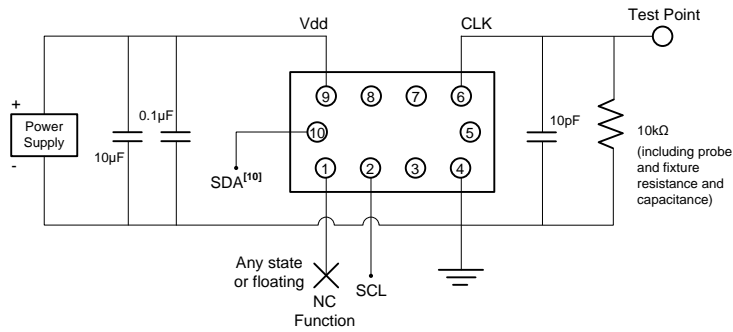 Vdd
CLK
Test Point
9
8
7
6
+
Power
Supply
-
10µF
0.1µF
10
5
SDA[10]
1
2
3
4
10pF
10kΩ
(including probe
and fixture
resistance and
capacitance)
Any state
or floating
NC
Function
SCL